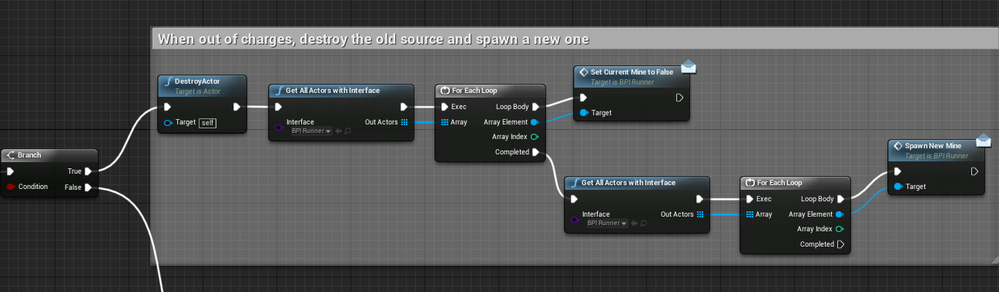 When out of charges, destroy the old source and spawn a new one
DestroyActor
Target is Actor
Target self
Get All Actors with Interface
Interface
BPI Runner
Out Actors
For Each Loop
Exec Loop Body
Array Array Element
Array Index
Completed
Set Current Mine to False
Target is BPI Runner
Target
Branch
True
Condition False
Get All Actors with Interface
Interface
BPI Runner
Out Actors
For Each Loop
Exec Loop Body
Array Array Element
Array Index
Completed
Spawn New Mine
Target is BPI Runner
Target